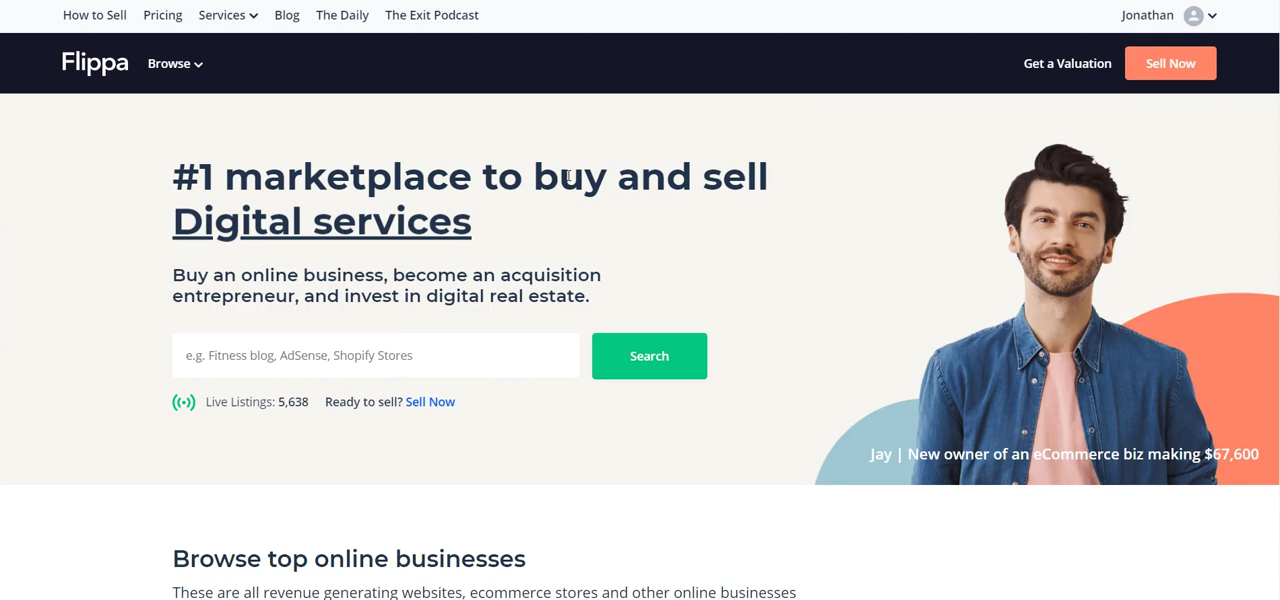 How to Sell Pricing Services Blog The Daily The Exit Podcast Jonathan
Flippa Browse Get a Valuation Sell Now
#1 marketplace to buy and sell
Digital services
Buy an online business, become an acquisition
entrepreneur, and invest in digital real estate.
e.g. Fitness blog, AdSense, Shopify Stores Search
Live Listings: 5,638 Ready to sell? Sell Now
Jay | New owner of an eCommerce biz making $67,600
Browse top online businesses
These are all revenue generating websites, ecommerce stores and other online businesses